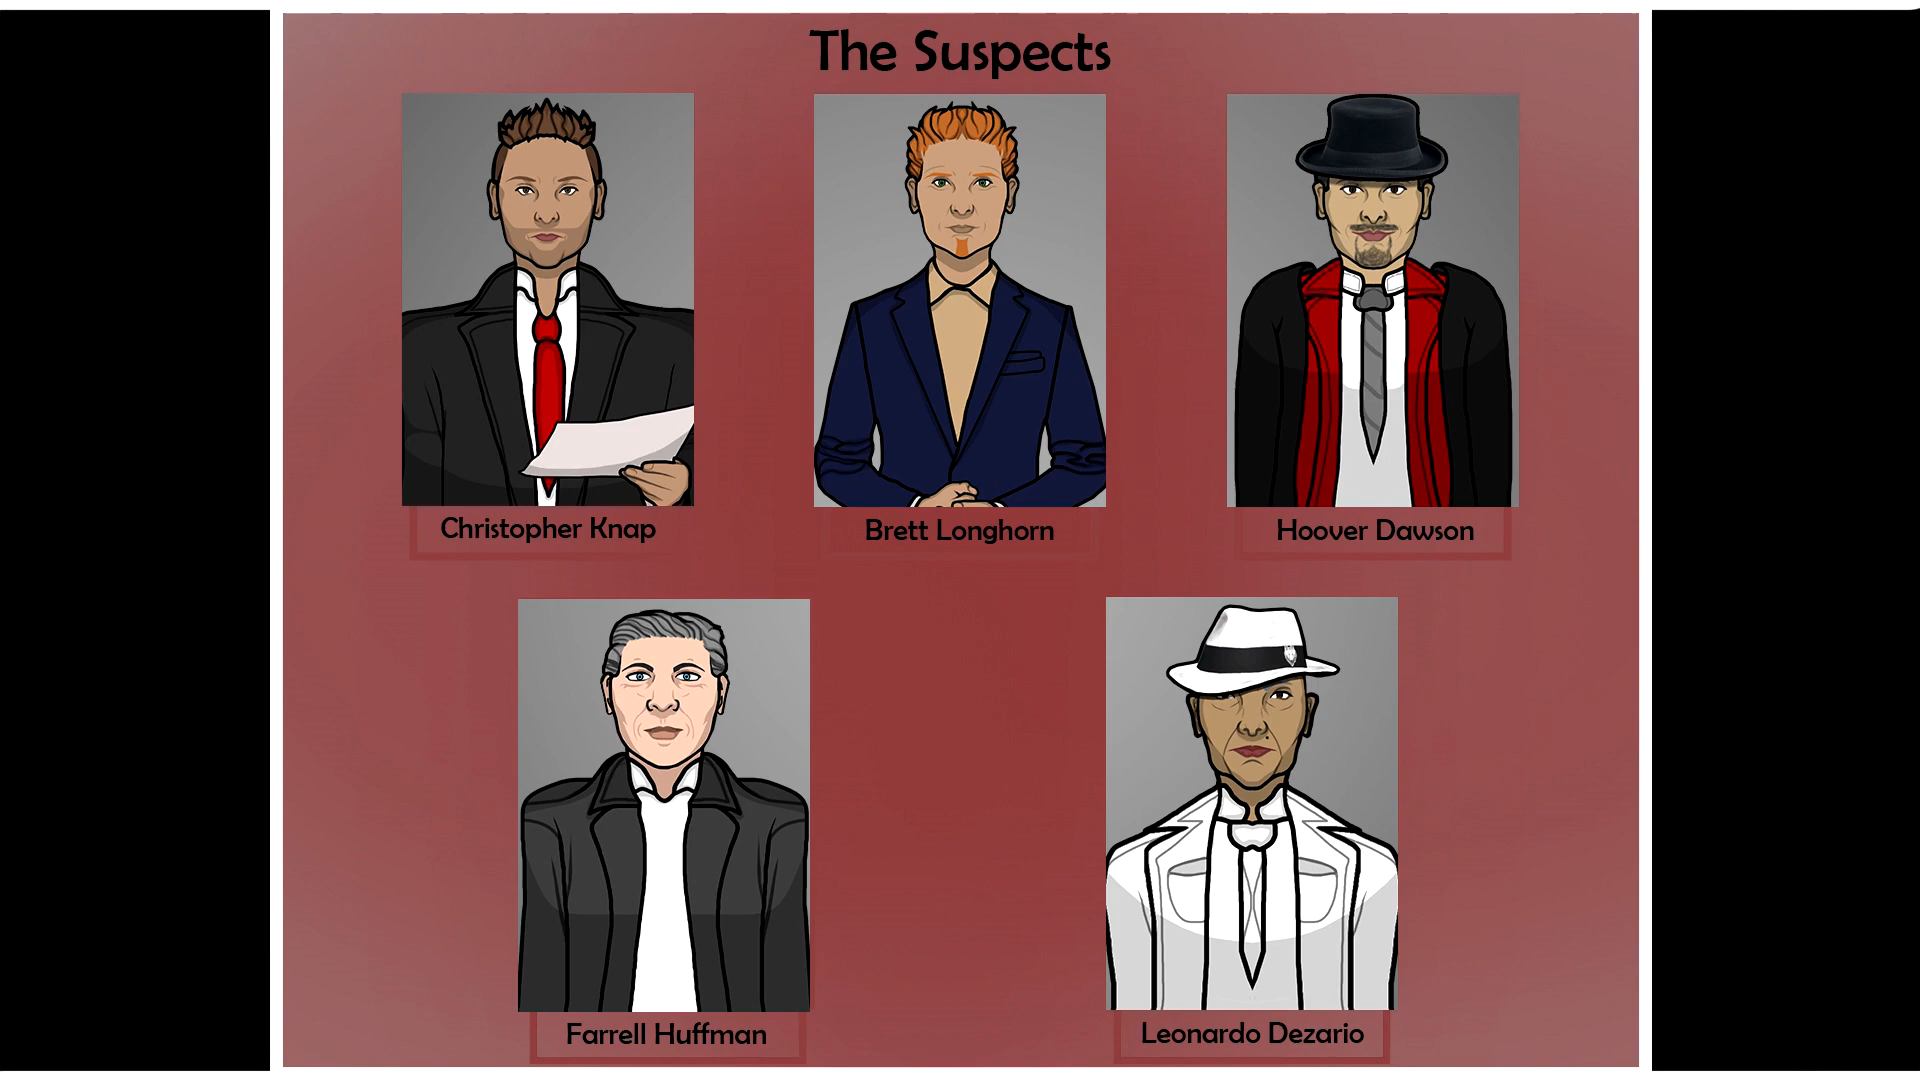 The Suspects
Christopher Knap
Brett Longhorn
Hoover Dawson
Farrell Huffman
Leonardo Dezario